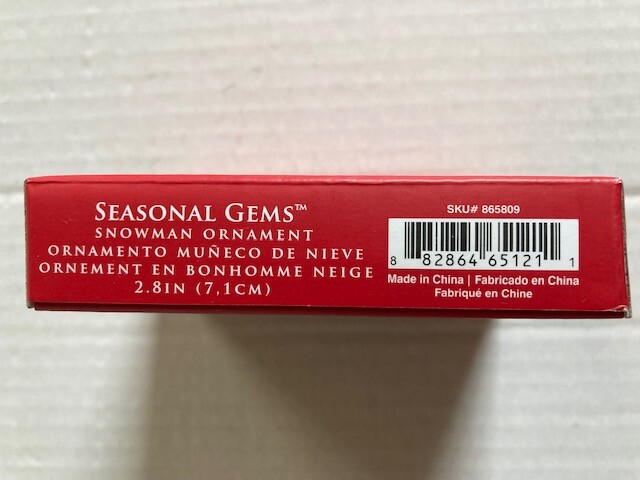 SEASONAL GEMS™
SNOWMAN ORNAMENT
ORNAMENTO MUÑECO DE NIEVE
ORNEMENT EN BONHOMME NEIGE
2.8IN (7,1CM)
SKU# 865809
8 82864 65121 1
Made in China | Fabricado en China
Fabriqué en Chine